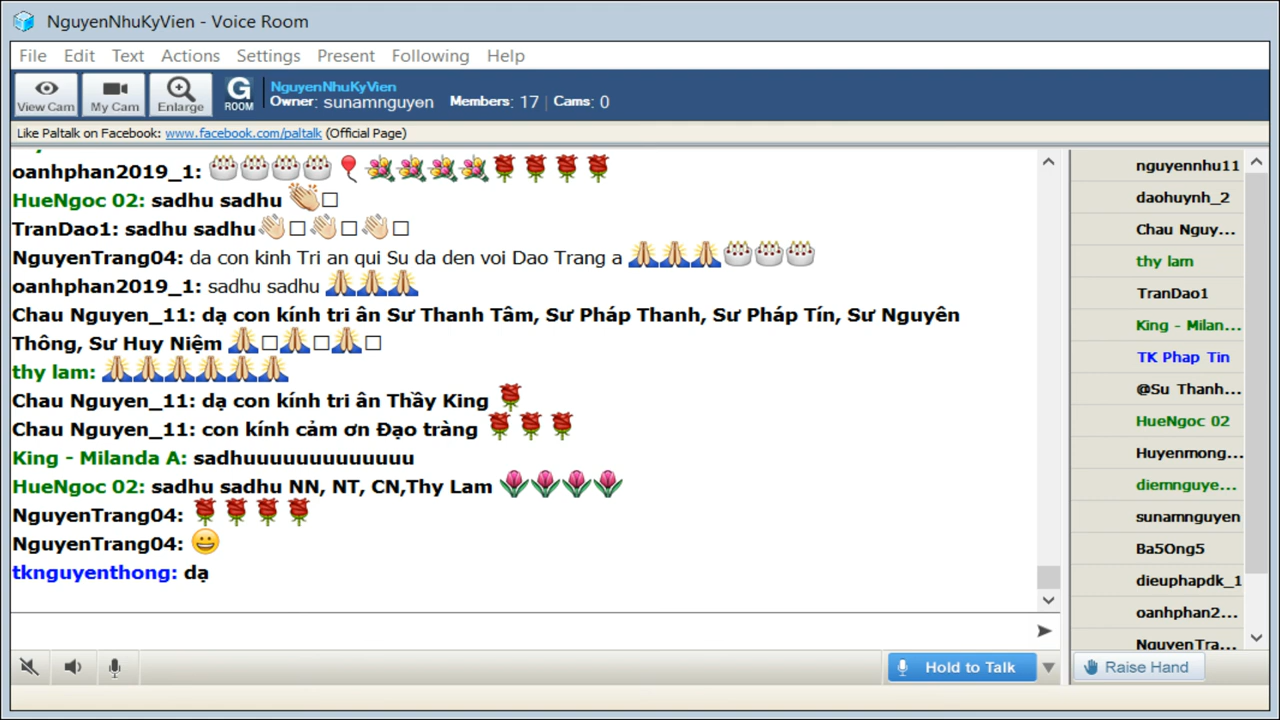 NguyenNhuKyVien - Voice Room
File Edit Text Actions Settings Present Following Help
View Cam My Cam Enlarge G ROOM
NguyenNhuKyVien
Owner: sunamnguyen Members: 17 | Cams: 0
Like Paltalk on Facebook: www.facebook.com/paltalk (Official Page)
oanhphan2019_1: 🎂🎂🎂🎂🎈💐💐💐💐🌹🌹🌹🌹
HueNgoc 02: sadhu sadhu 👏□
TranDao1: sadhu sadhu👏□👏□👏□
NguyenTrang04: da con kinh Tri an qui Su da den voi Dao Trang a 🙏🙏🙏🎂🎂🎂
oanhphan2019_1: sadhu sadhu 🙏🙏🙏
Chau Nguyen_11: dạ con kính tri ân Sư Thanh Tâm, Sư Pháp Thanh, Sư Pháp Tín, Sư Nguyên
Thông, Sư Huy Niệm 🙏□🙏□🙏□
thy lam: 🙏🙏🙏🙏🙏🙏
Chau Nguyen_11: dạ con kính tri ân Thầy King 🌹
Chau Nguyen_11: con kính cảm ơn Đạo tràng 🌹🌹🌹
King - Milanda A: sadhuuuuuuuuuuuuu
HueNgoc 02: sadhu sadhu NN, NT, CN,Thy Lam 🌷🌷🌷🌷
NguyenTrang04: 🌹🌹🌹🌹
NguyenTrang04: 😀
tknguyenthong: dạ
nguyennhu11
daohuynh_2
Chau Nguy...
thy lam
TranDao1
King - Milan...
TK Phap Tin
@Su Thanh...
HueNgoc 02
Huyenmong...
diemnguye...
sunamnguyen
Ba5Ong5
dieuphapdk_1
oanhphan2...
NguyenTra...
Hold to Talk
Raise Hand